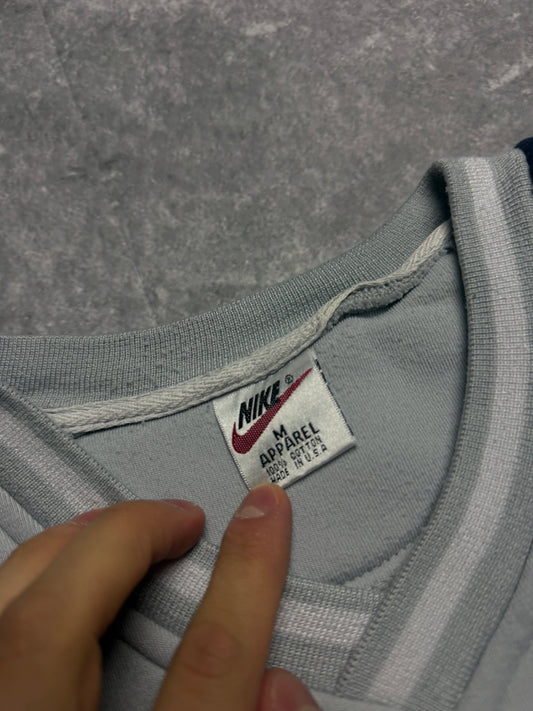 NIKE®
M
APPAREL
100% COTTON
MADE IN U.S.A